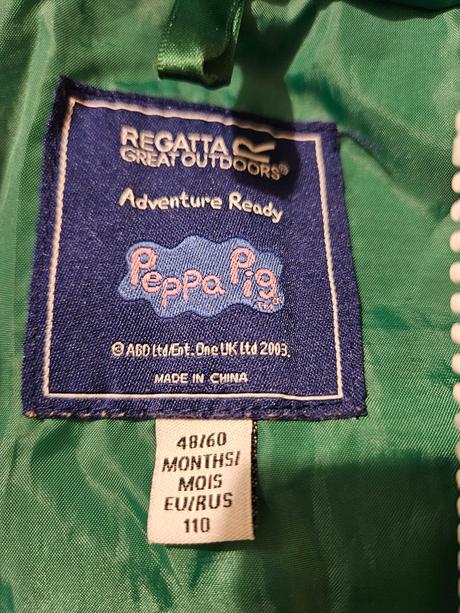 REGATTA
GREAT OUTDOORS®
Adventure Ready
Peppa Pig
© ABD Ltd/Ent. One UK Ltd 2003.
MADE IN CHINA
48/60
MONTHS/
MOIS
EU/RUS
110